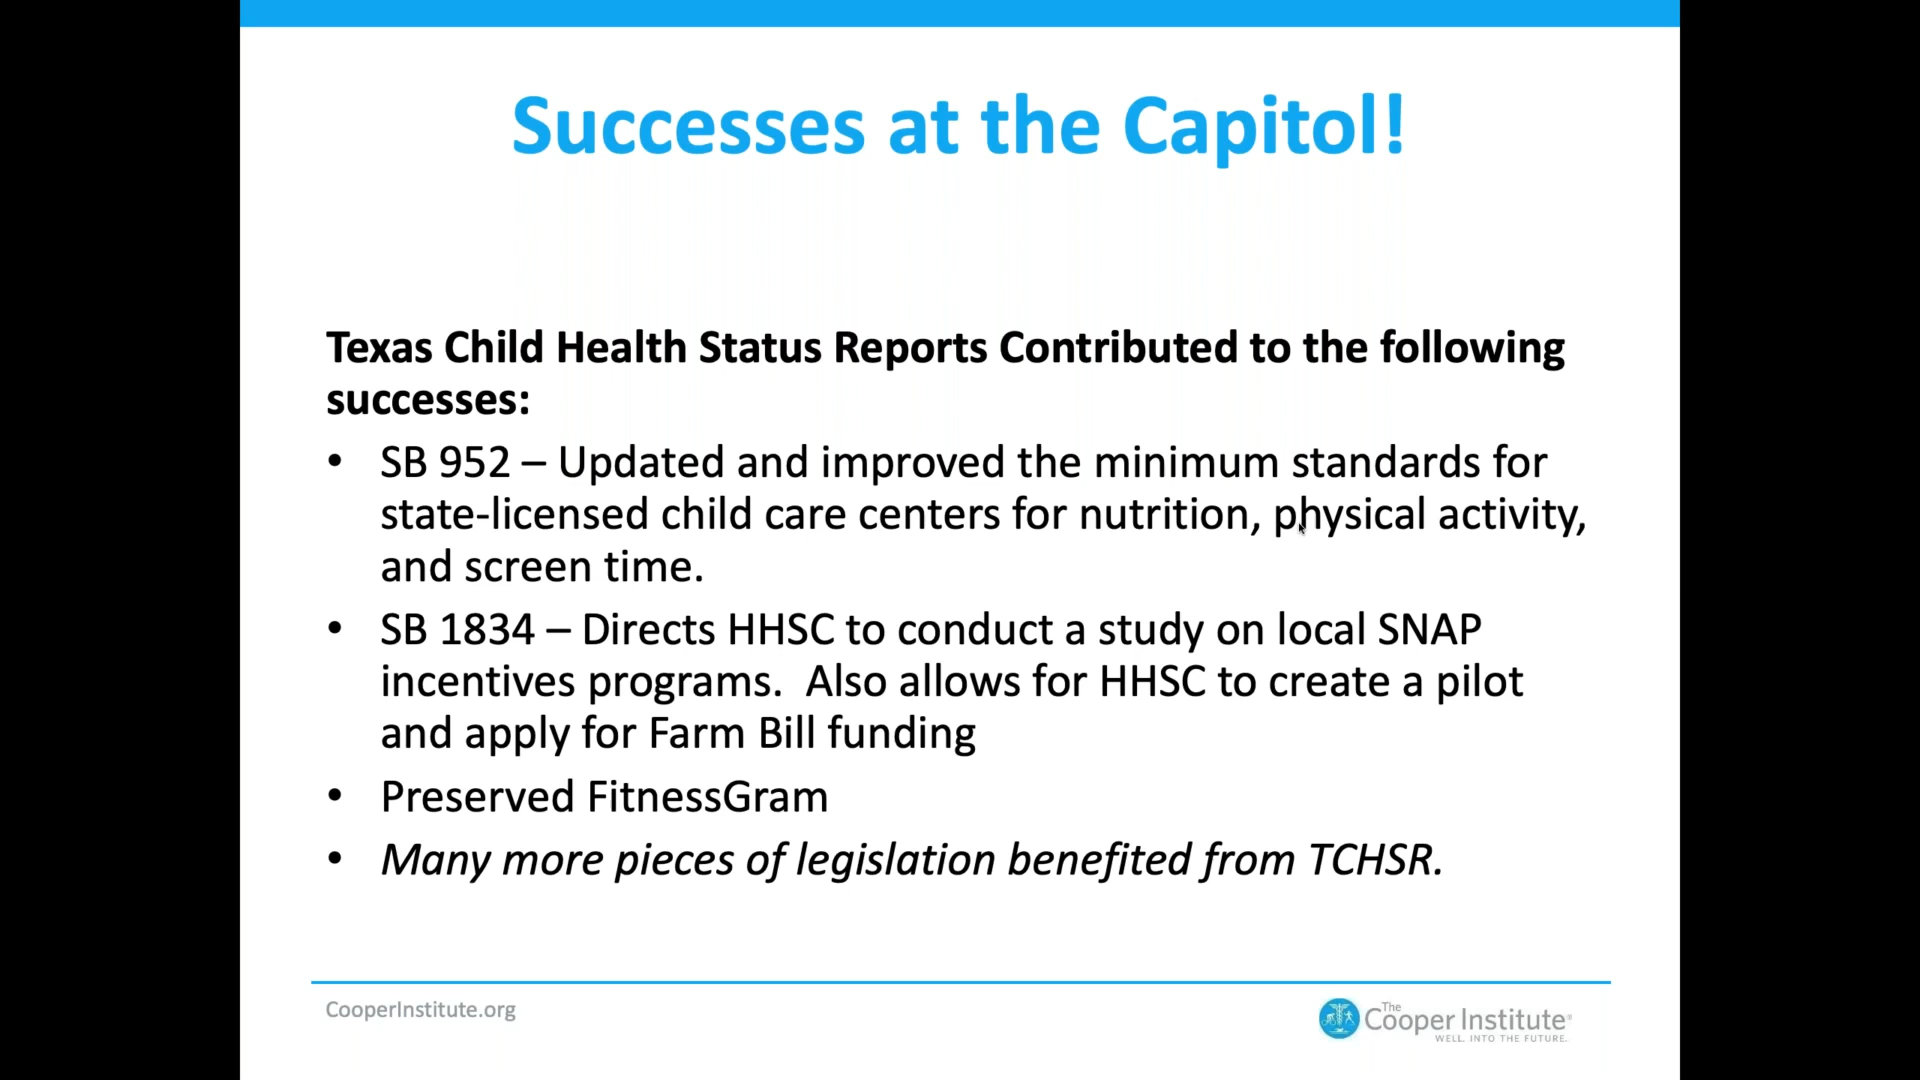 Successes at the Capitol!
Texas Child Health Status Reports Contributed to the following
successes:
• SB 952 – Updated and improved the minimum standards for
state-licensed child care centers for nutrition, physical activity,
and screen time.
• SB 1834 – Directs HHSC to conduct a study on local SNAP
incentives programs.  Also allows for HHSC to create a pilot
and apply for Farm Bill funding
• Preserved FitnessGram
• Many more pieces of legislation benefited from TCHSR.
CooperInstitute.org
The
Cooper Institute®
WELL. INTO THE FUTURE.